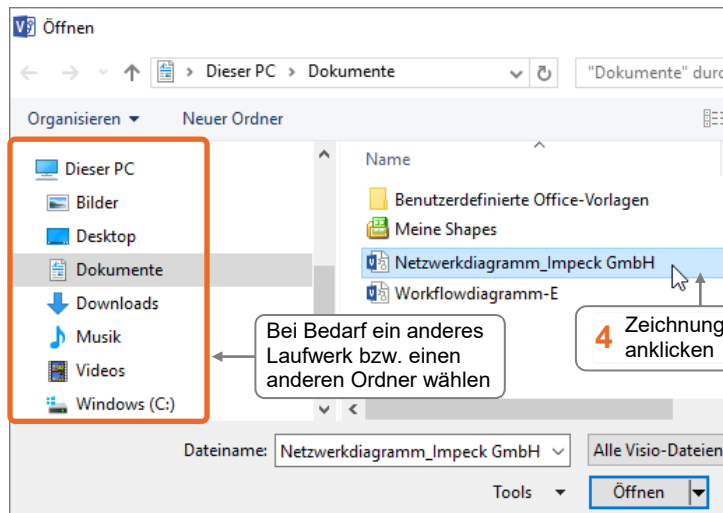 Öffnen
Dieser PC > Dokumente
"Dokumente" durc
Organisieren
Neuer Ordner
Dieser PC
Bilder
Desktop
Dokumente
Downloads
Musik
Videos
Windows (C:)
Name
Benutzerdefinierte Office-Vorlagen
Meine Shapes
Netzwerkdiagramm_Impeck GmbH
Workflowdiagramm-E
Bei Bedarf ein anderes
Laufwerk bzw. einen
anderen Ordner wählen
4 Zeichnung
anklicken
Dateiname: Netzwerkdiagramm_Impeck GmbH
Alle Visio-Dateien
Tools
Öffnen